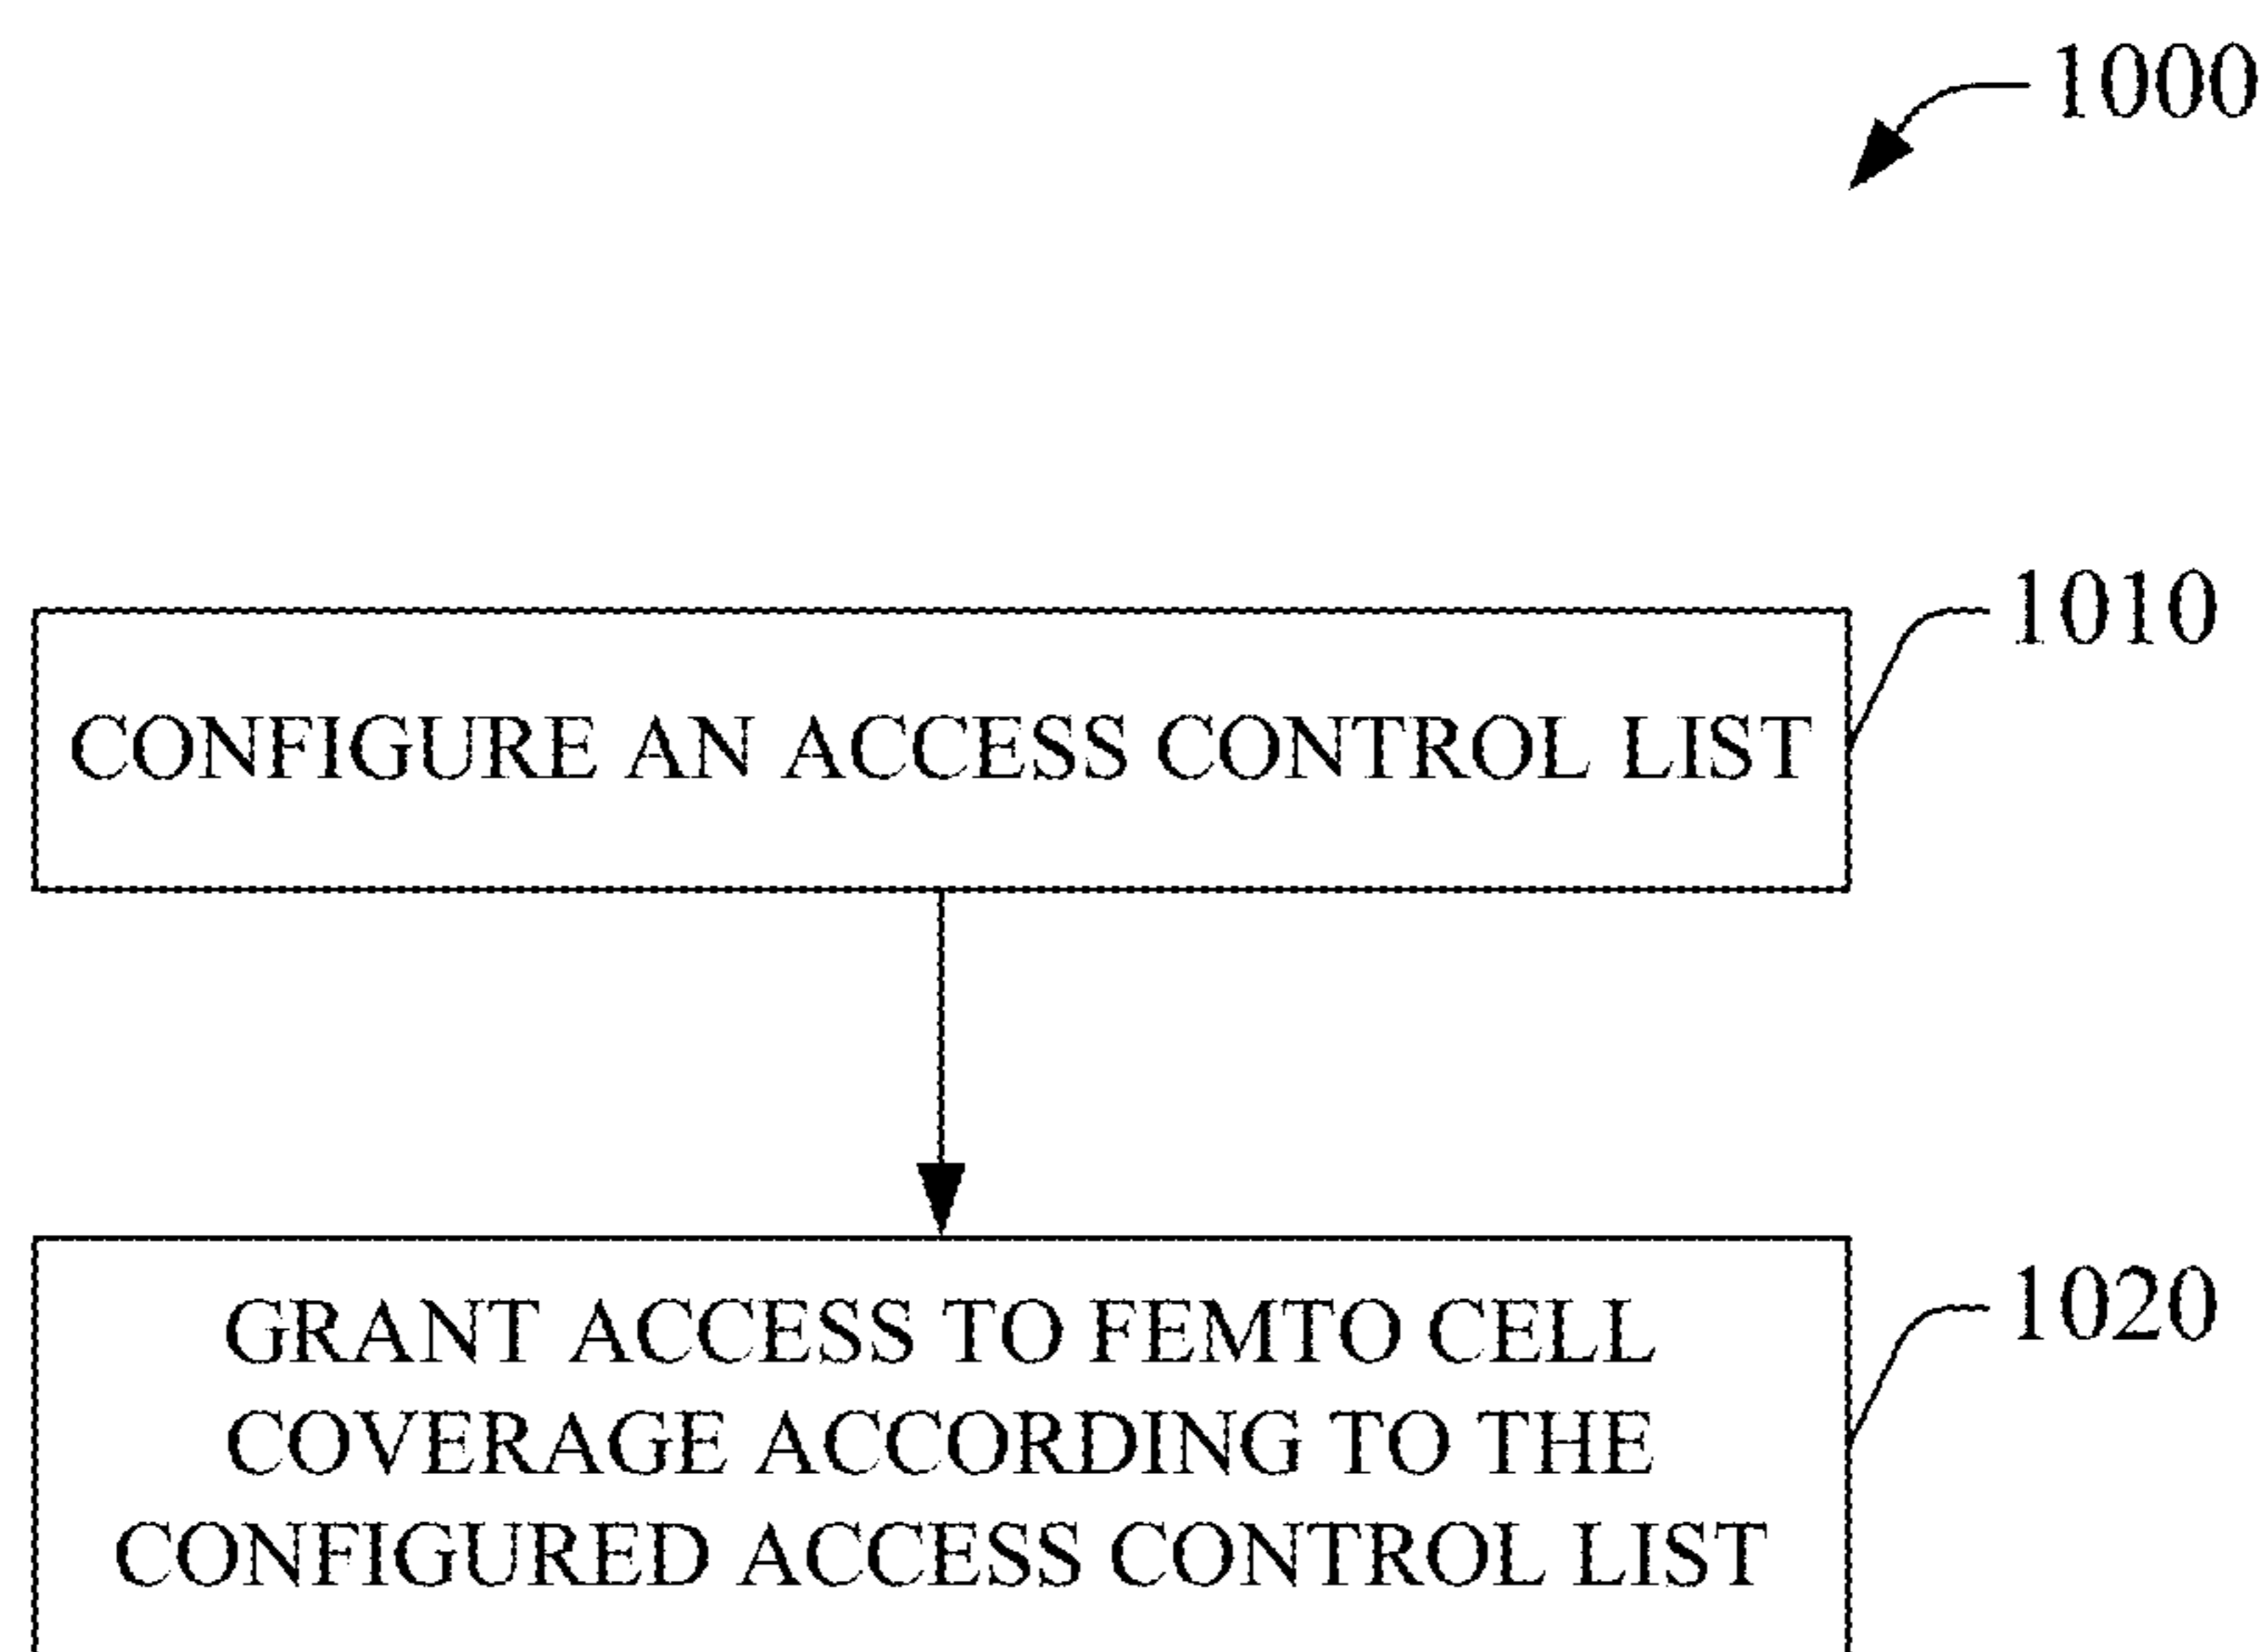 1000
1010
CONFIGURE AN ACCESS CONTROL LIST
1020
GRANT ACCESS TO FEMTO CELL
COVERAGE ACCORDING TO THE
CONFIGURED ACCESS CONTROL LIST